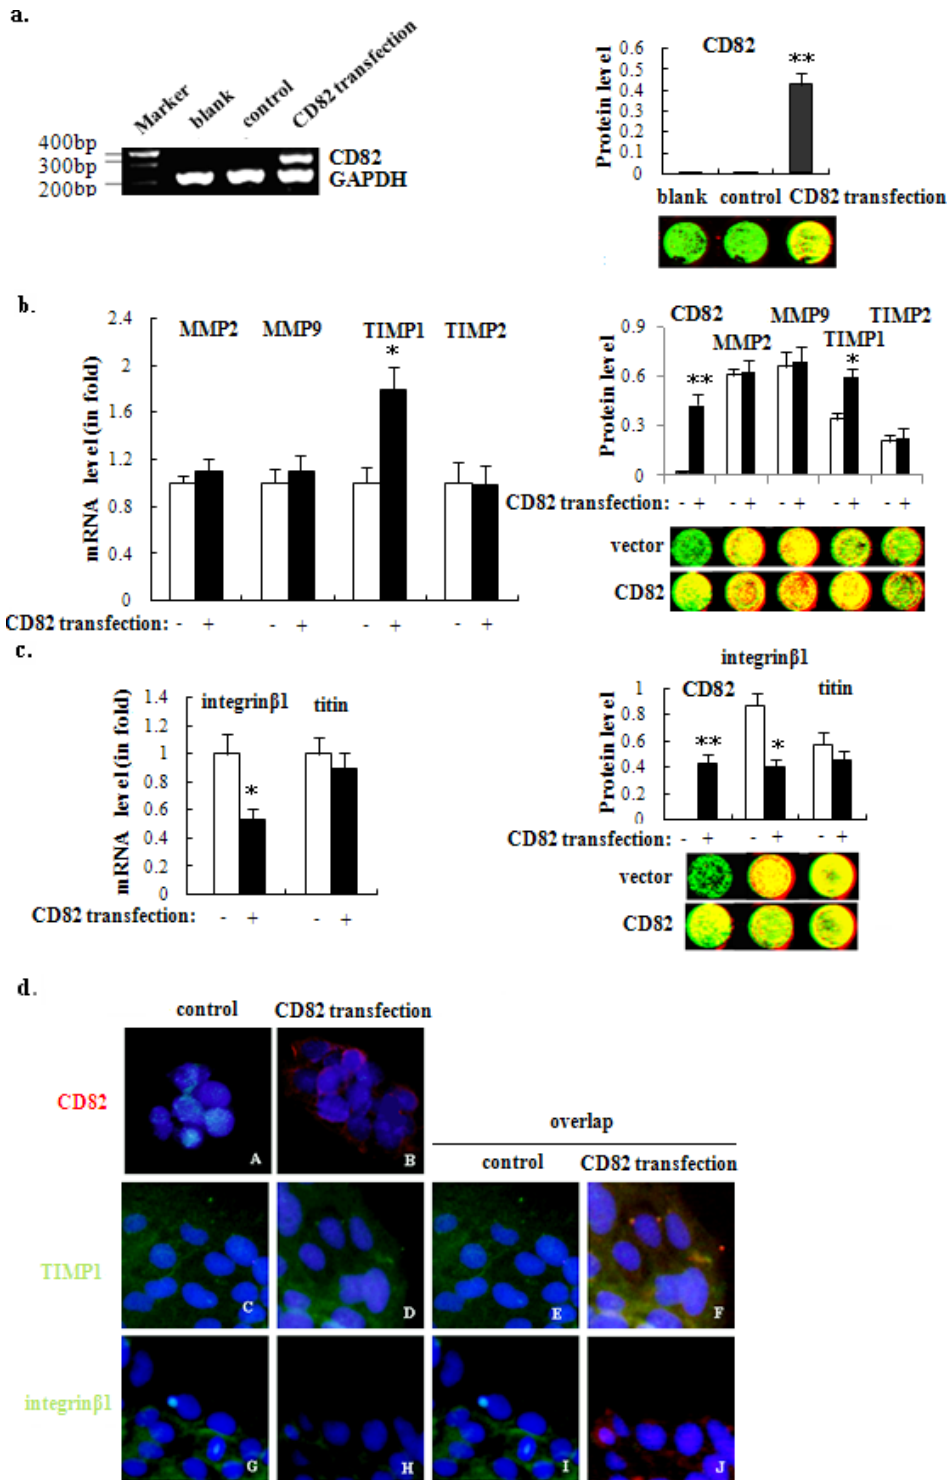 a.
Marker
blank
control
CD82 transfection
400bp
300bp
200bp
CD82
GAPDH
CD82
Protein level
0.6
0.5
0.4
0.3
0.2
0.1
0
**
blank control CD82 transfection
b.
mRNA level(in fold)
2.4
2
1.6
1.2
0.8
0.4
0
MMP2 MMP9 TIMP1 TIMP2
*
CD82 transfection: - + - + - + - +
Protein level
0.9
0.6
0.3
0
CD82 MMP2 MMP9 TIMP1 TIMP2
** *
CD82 transfection: - + - + - + - + - +
vector
CD82
c.
mRNA level(in fold)
1.4
1.2
1
0.8
0.6
0.4
0.2
0
integrinβ1 titin
*
CD82 transfection: - + - +
integrinβ1
CD82 titin
Protein level
1
0.8
0.6
0.4
0.2
0
** *
CD82 transfection: - + - + - +
vector
CD82
d.
control CD82 transfection
CD82
A B
overlap
control CD82 transfection
TIMP1
C D E F
integrinβ1
G H I J